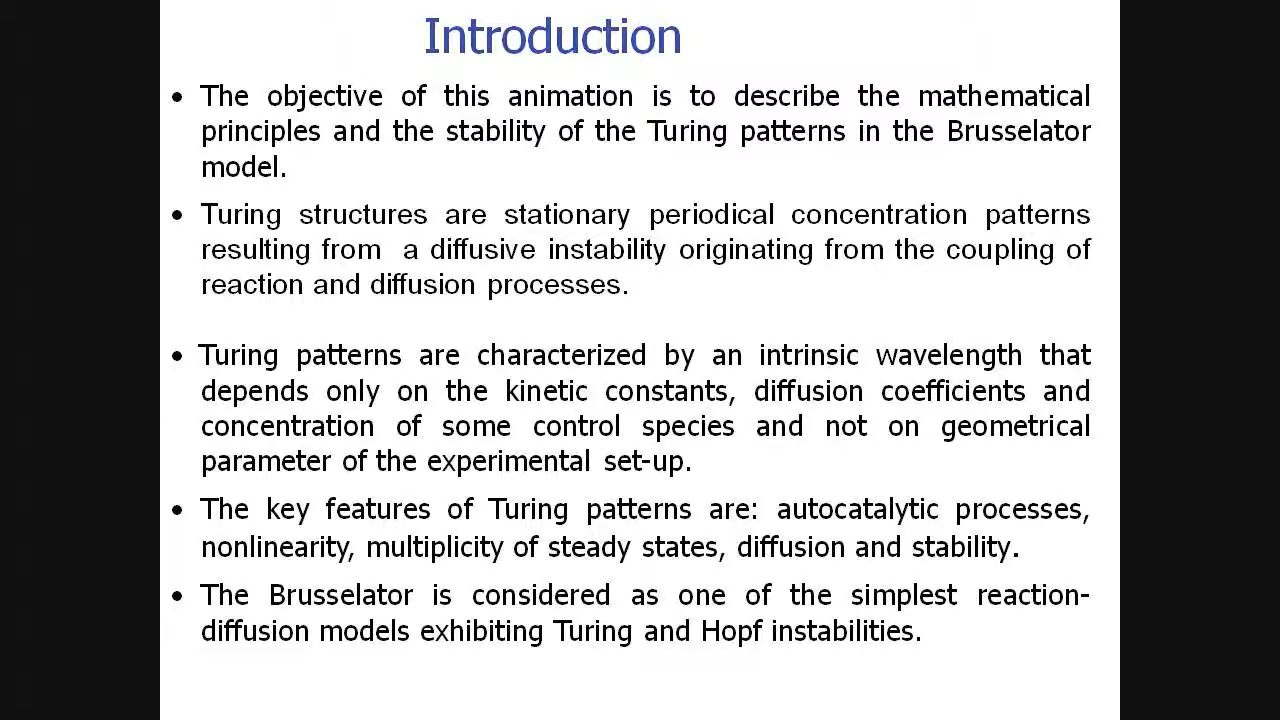 Introduction
• The objective of this animation is to describe the mathematical
principles and the stability of the Turing patterns in the Brusselator
model.
• Turing structures are stationary periodical concentration patterns
resulting from a diffusive instability originating from the coupling of
reaction and diffusion processes.
• Turing patterns are characterized by an intrinsic wavelength that
depends only on the kinetic constants, diffusion coefficients and
concentration of some control species and not on geometrical
parameter of the experimental set-up.
• The key features of Turing patterns are: autocatalytic processes,
nonlinearity, multiplicity of steady states, diffusion and stability.
• The Brusselator is considered as one of the simplest reaction-
diffusion models exhibiting Turing and Hopf instabilities.